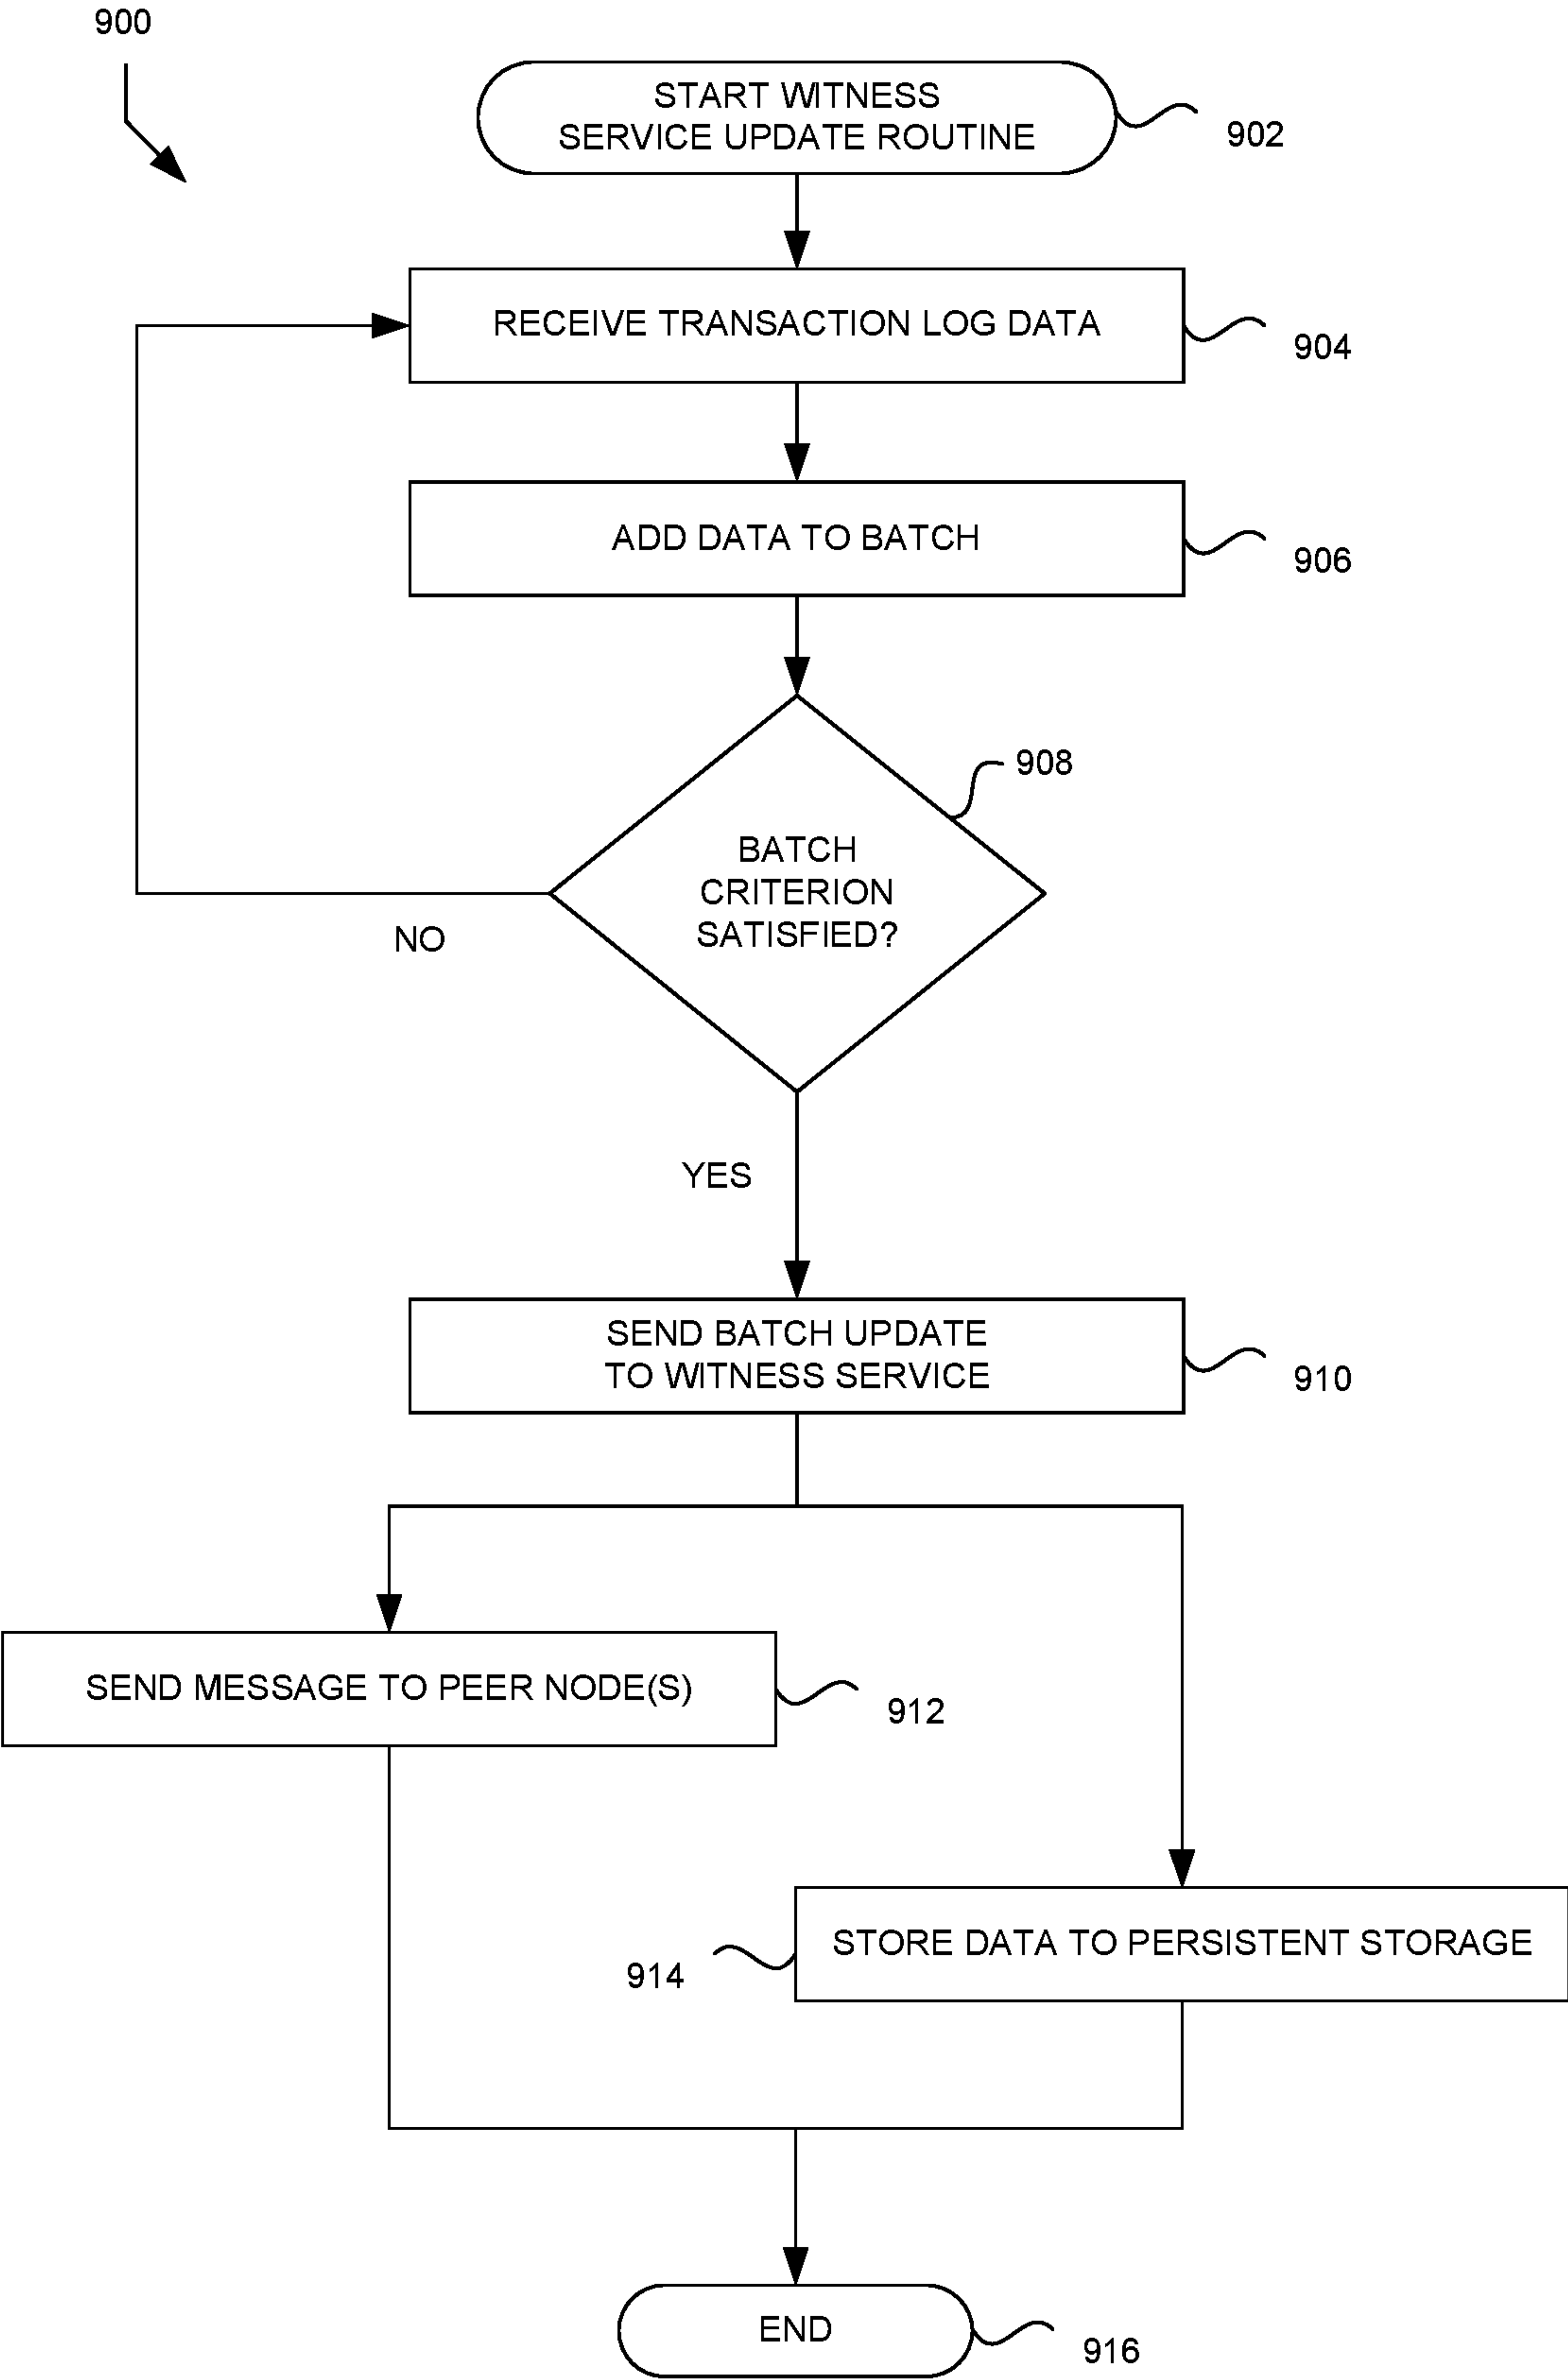 900
START WITNESS
SERVICE UPDATE ROUTINE
902
RECEIVE TRANSACTION LOG DATA
904
ADD DATA TO BATCH
906
908
BATCH
CRITERION
SATISFIED?
NO
YES
SEND BATCH UPDATE
TO WITNESS SERVICE
910
SEND MESSAGE TO PEER NODE(S)
912
STORE DATA TO PERSISTENT STORAGE
914
END
916